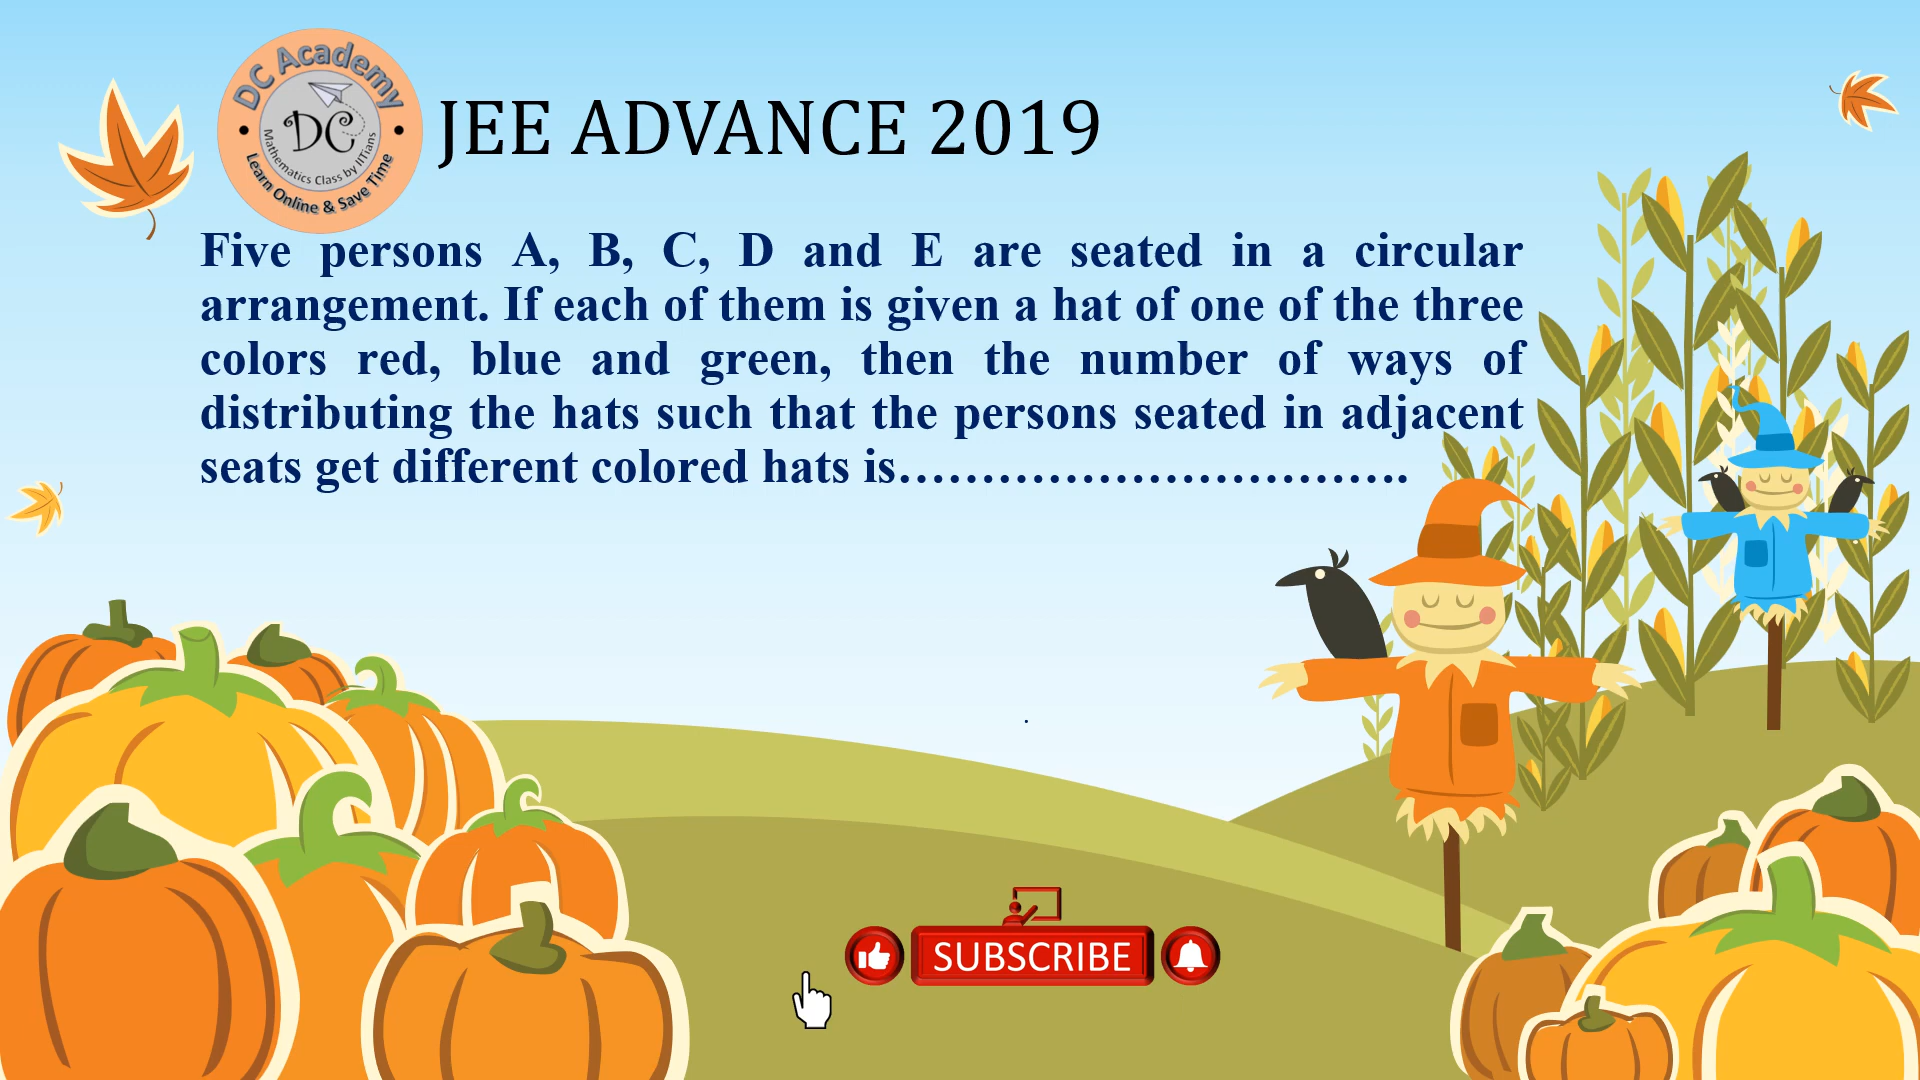 DC Academy
DC
Mathematics Class by IITians
Learn Online & Save Time
JEE ADVANCE 2019
Five persons A, B, C, D and E are seated in a circular
arrangement. If each of them is given a hat of one of the three
colors red, blue and green, then the number of ways of
distributing the hats such that the persons seated in adjacent
seats get different colored hats is…………………………..
.
SUBSCRIBE